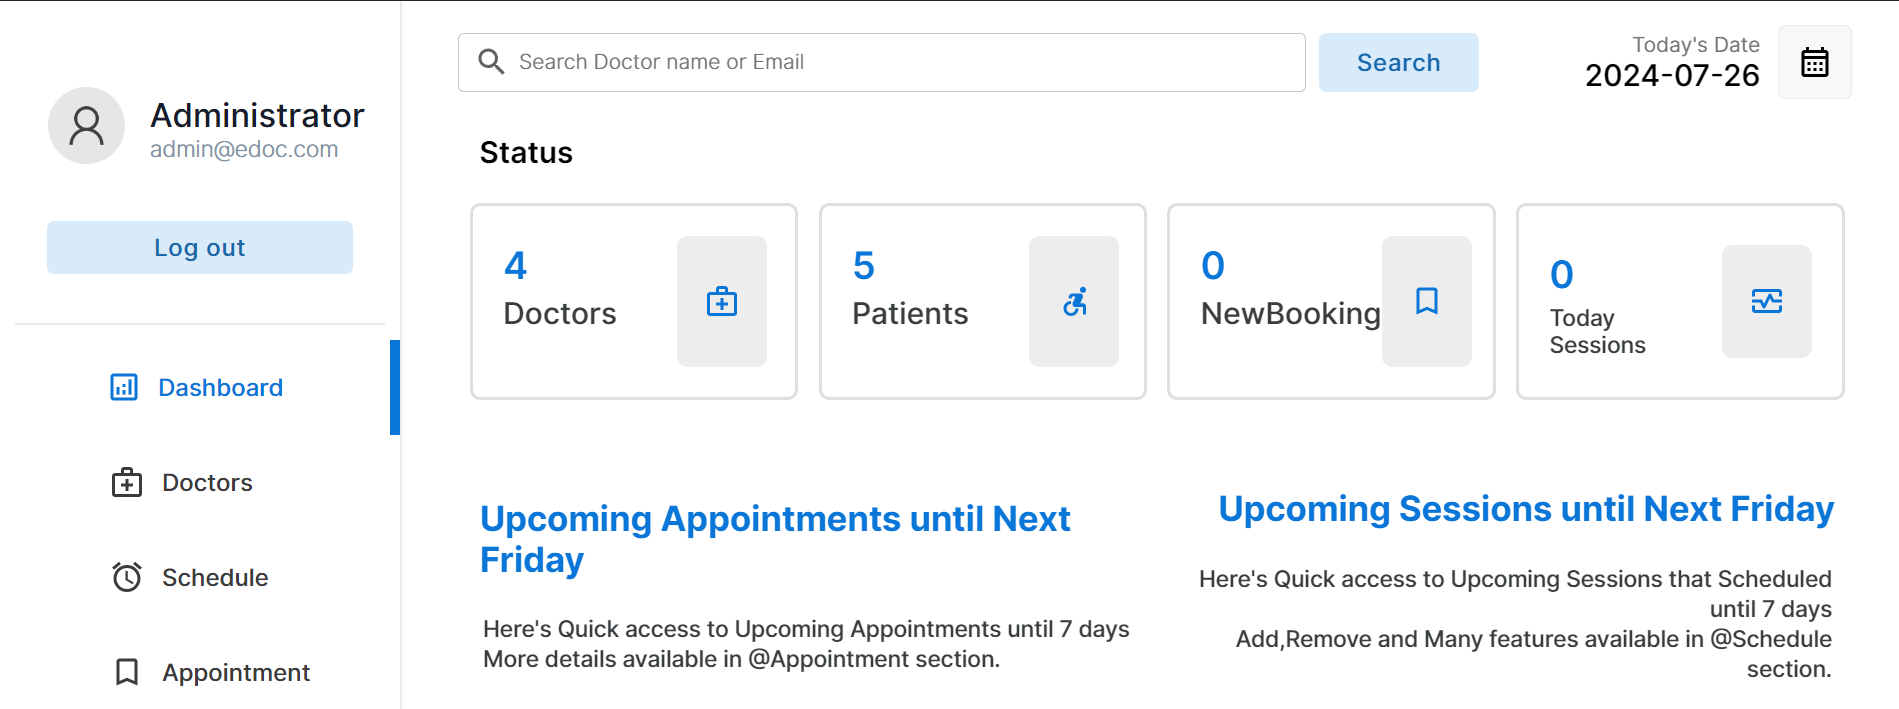 Administrator
admin@edoc.com
Log out
Dashboard
Doctors
Schedule
Appointment
Search Doctor name or Email
Search
Today's Date
2024-07-26
Status
4
Doctors
5
Patients
0
NewBooking
0
Today
Sessions
Upcoming Appointments until Next
Friday
Here's Quick access to Upcoming Appointments until 7 days
More details available in @Appointment section.
Upcoming Sessions until Next Friday
Here's Quick access to Upcoming Sessions that Scheduled
until 7 days
Add,Remove and Many features available in @Schedule
section.